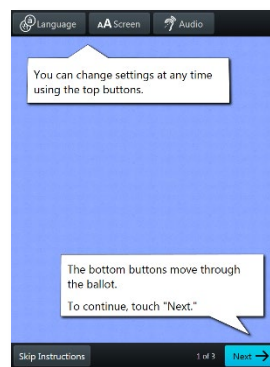 Language AA Screen Audio
You can change settings at any time
using the top buttons.
The bottom buttons move through
the ballot.
To continue, touch "Next."
Skip Instructions 1 of 3 Next